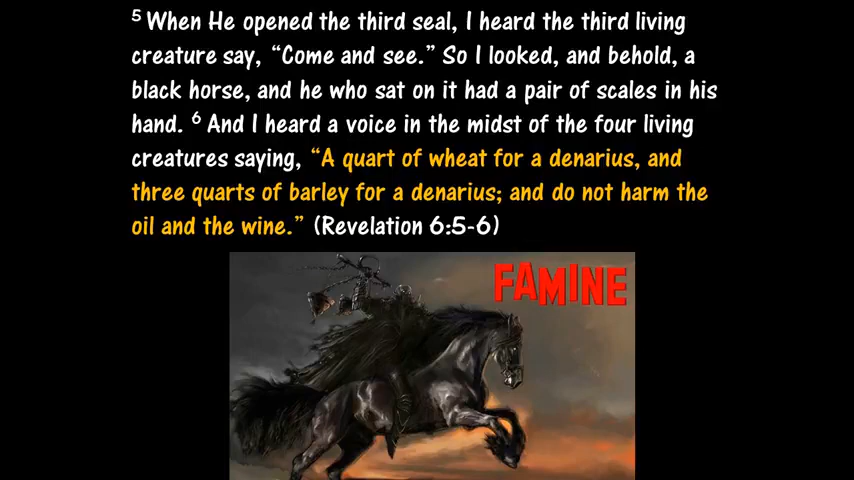 5 When He opened the third seal, I heard the third living
creature say, “Come and see.” So I looked, and behold, a
black horse, and he who sat on it had a pair of scales in his
hand. 6 And I heard a voice in the midst of the four living
creatures saying, “A quart of wheat for a denarius, and
three quarts of barley for a denarius; and do not harm the
oil and the wine.” (Revelation 6:5-6)
FAMINE